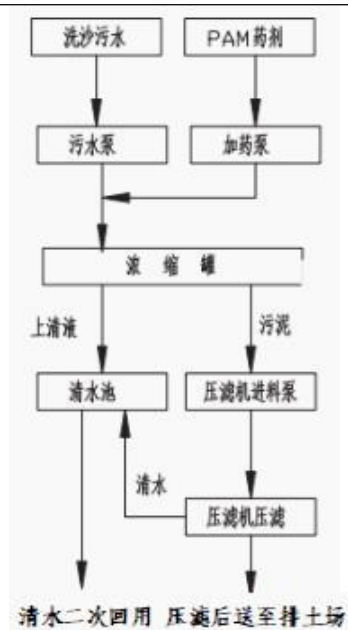 洗沙污水 PAM药剂
污水泵 加药泵
浓缩罐
上清液 污泥
清水池 压滤机进料泵
清水
压滤机压滤
清水二次回用 压滤后送至排土场